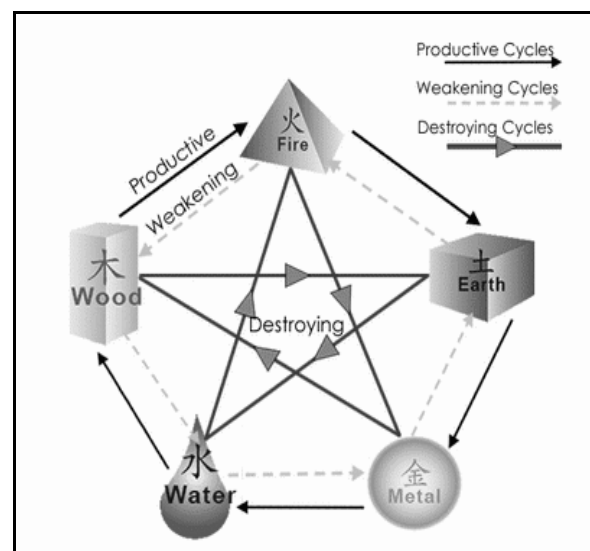 Productive Cycles
Weakening Cycles
Destroying Cycles
火
Fire
Productive
Weakening
木
Wood
土
Earth
Destroying
水
Water
金
Metal